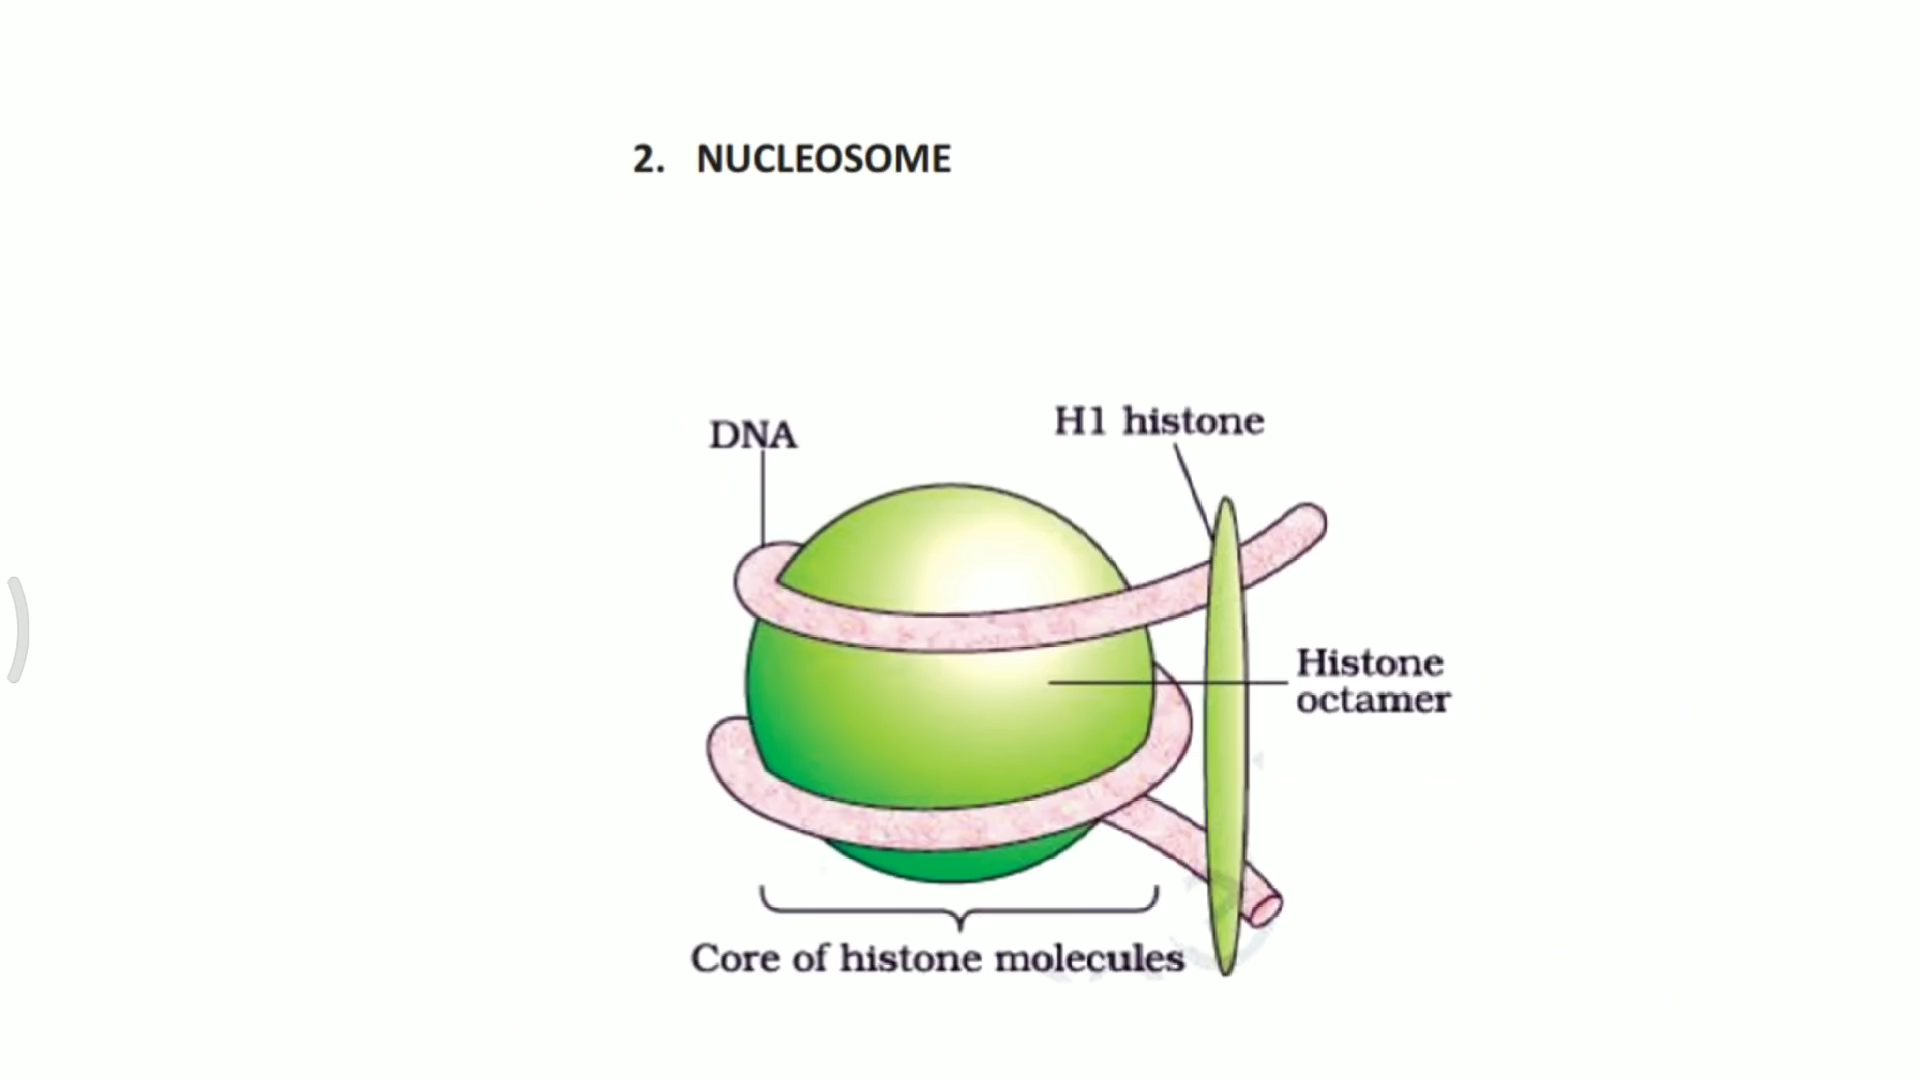 2. NUCLEOSOME
DNA
H1 histone
Histone
octamer
Core of histone molecules